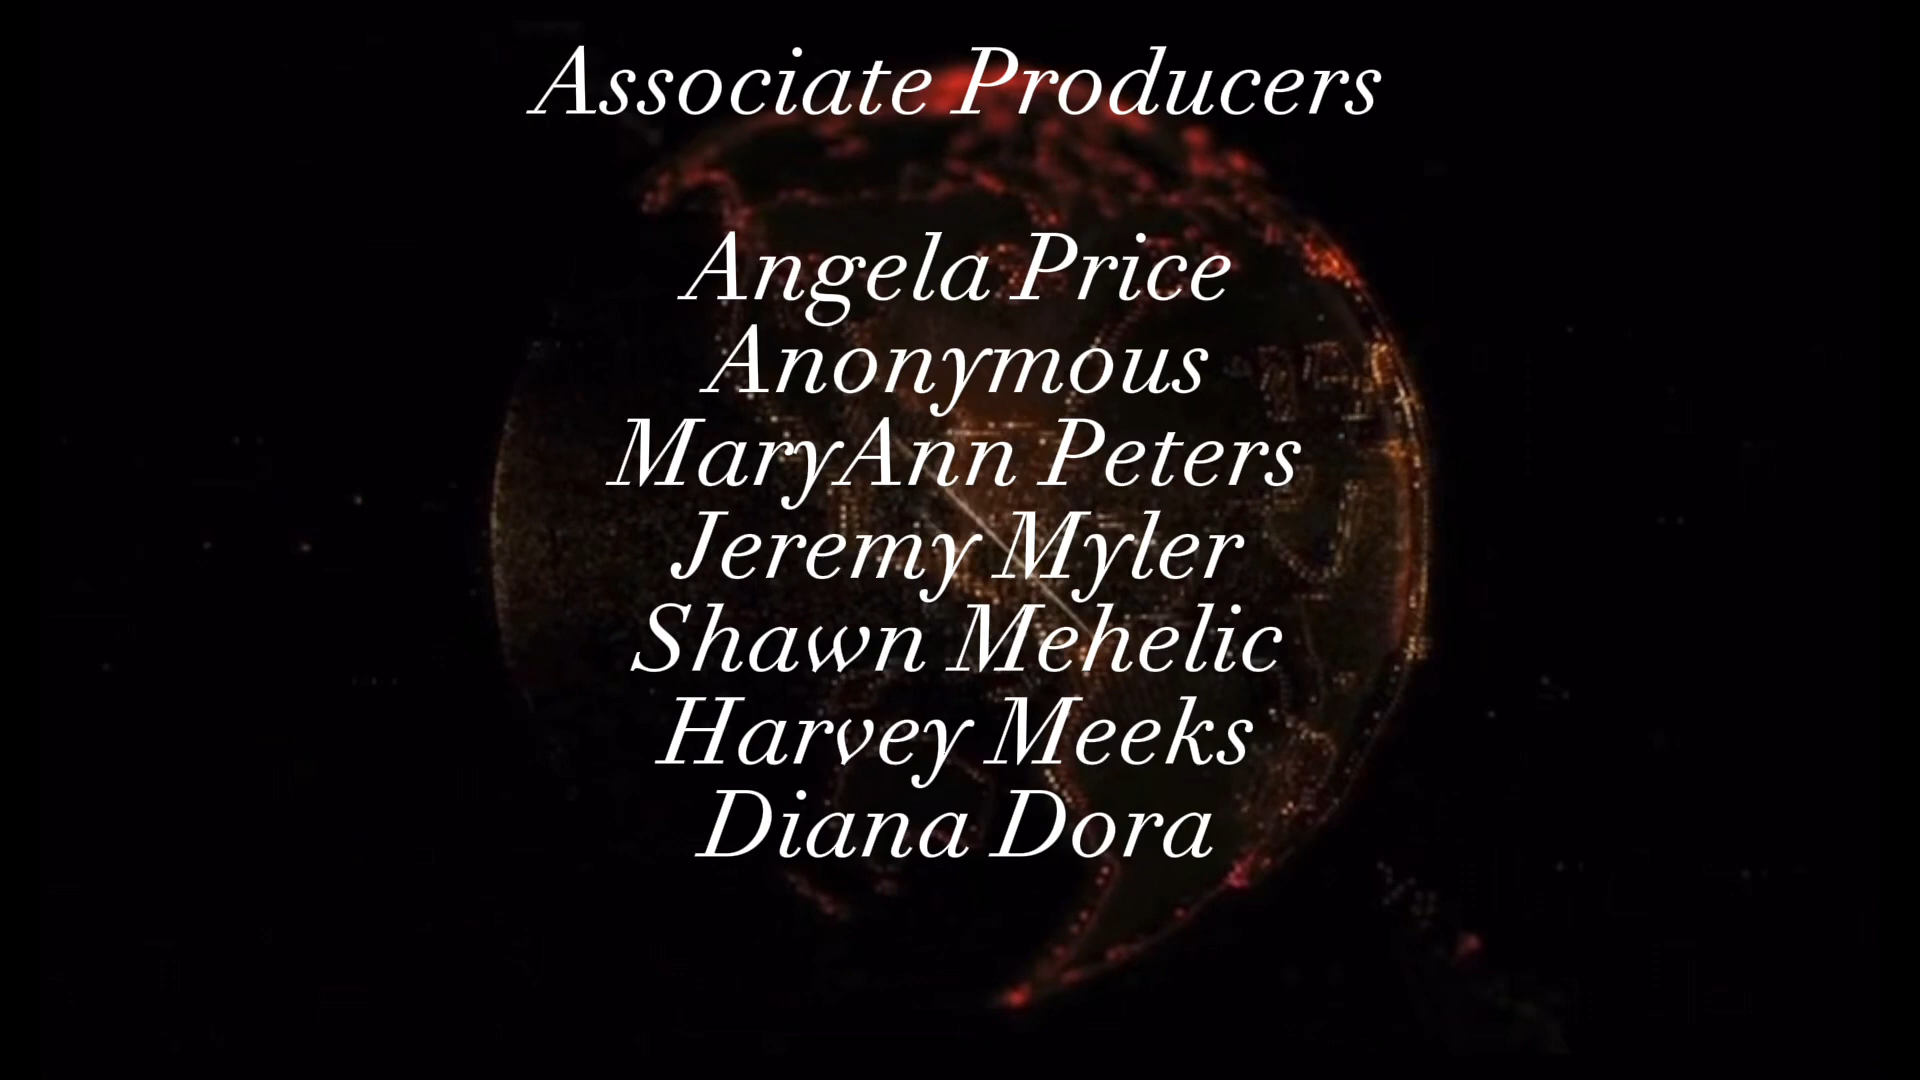 Associate Producers
Angela Price
Anonymous
MaryAnn Peters
Jeremy Myler
Shawn Mehelic
Harvey Meeks
Diana Dora